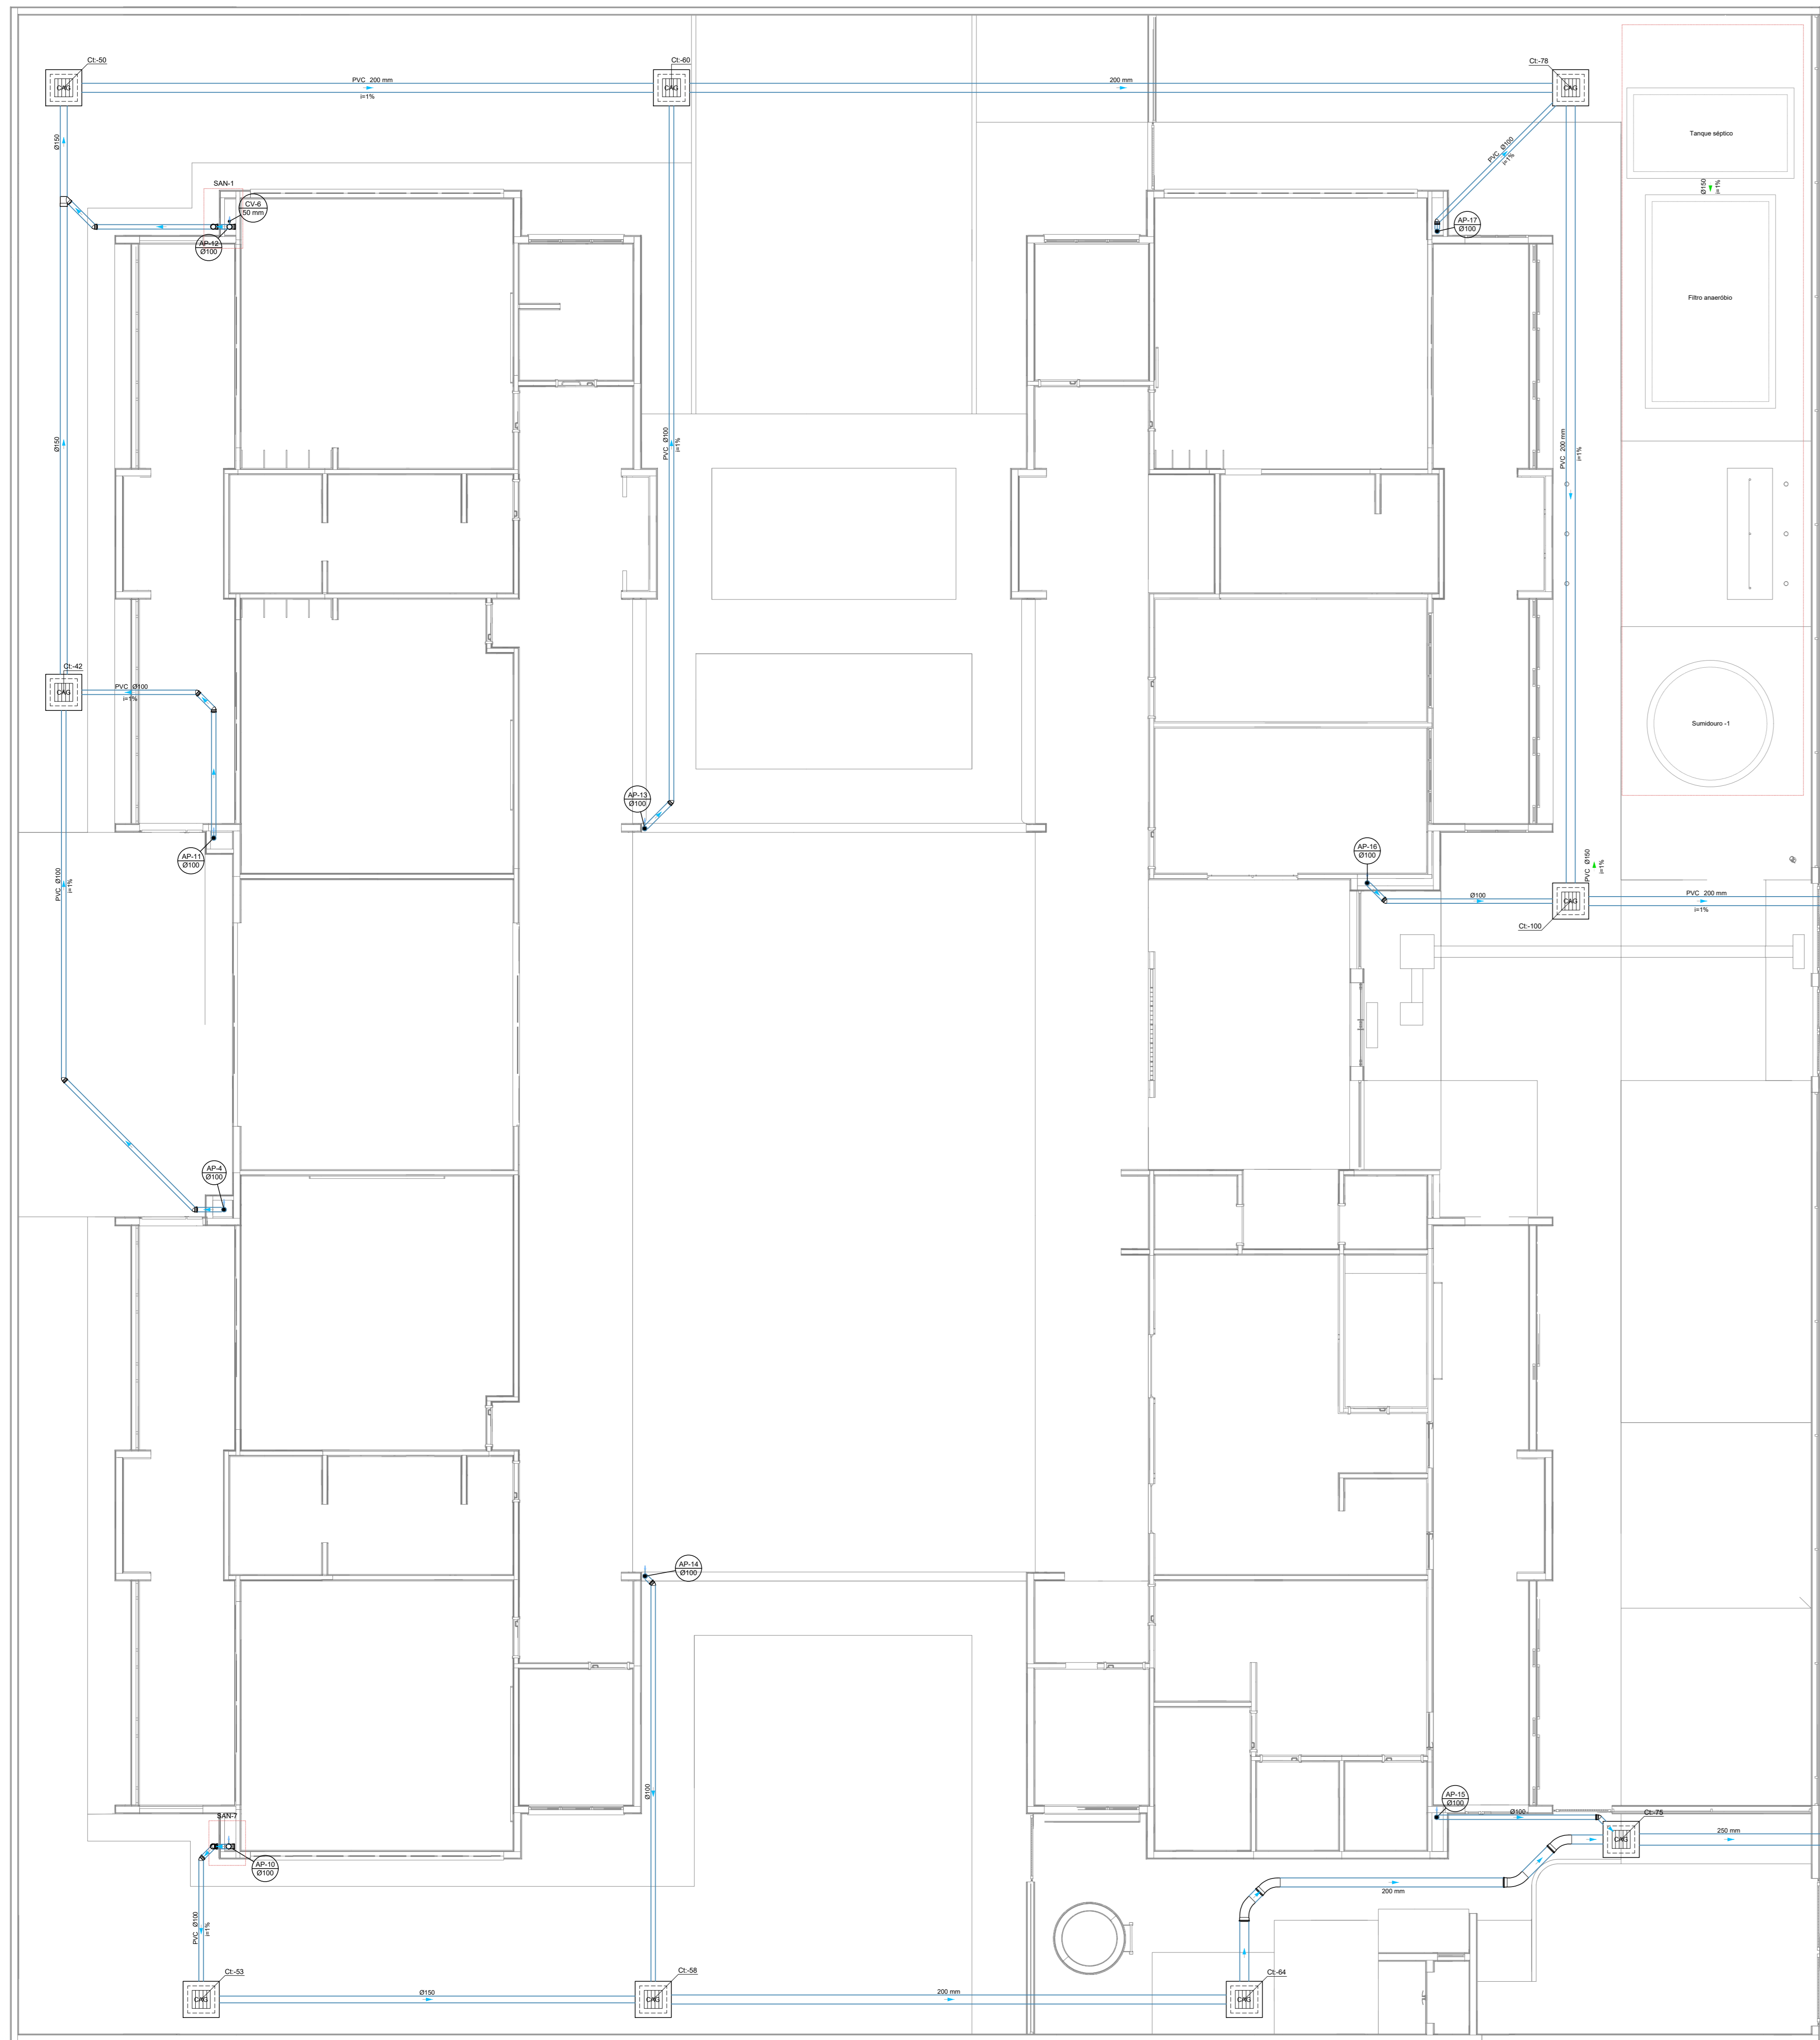 Ct:-50
Ct:-60
Ct:-78
CAG
PVC 200 mm
i=1%
CAG
200 mm
CAG
Tanque séptico
Ø150
PVC Ø100
i=1%
Ø150
i=1%
SAN-1
CV-6
50 mm
AP-12
Ø100
AP-17
Ø100
Filtro anaeróbio
Ø150
PVC Ø100
i=1%
PVC 200 mm
i=1%
Ct:-42
CAG
PVC Ø100
i=1%
Sumidouro -1
AP-13
Ø100
AP-11
Ø100
AP-16
Ø100
PVC Ø150
i=1%
PVC Ø100
i=1%
Ø100
CAG
PVC 200 mm
i=1%
Ct:-100
AP-4
Ø100
AP-14
Ø100
Ø100
AP-15
Ø100
Ø100
Ct:-75
SAN-7
CAG
250 mm
AP-10
Ø100
200 mm
PVC Ø100
i=1%
Ct:-53
Ct:-58
Ct:-64
CAG
Ø150
CAG
200 mm
CAG